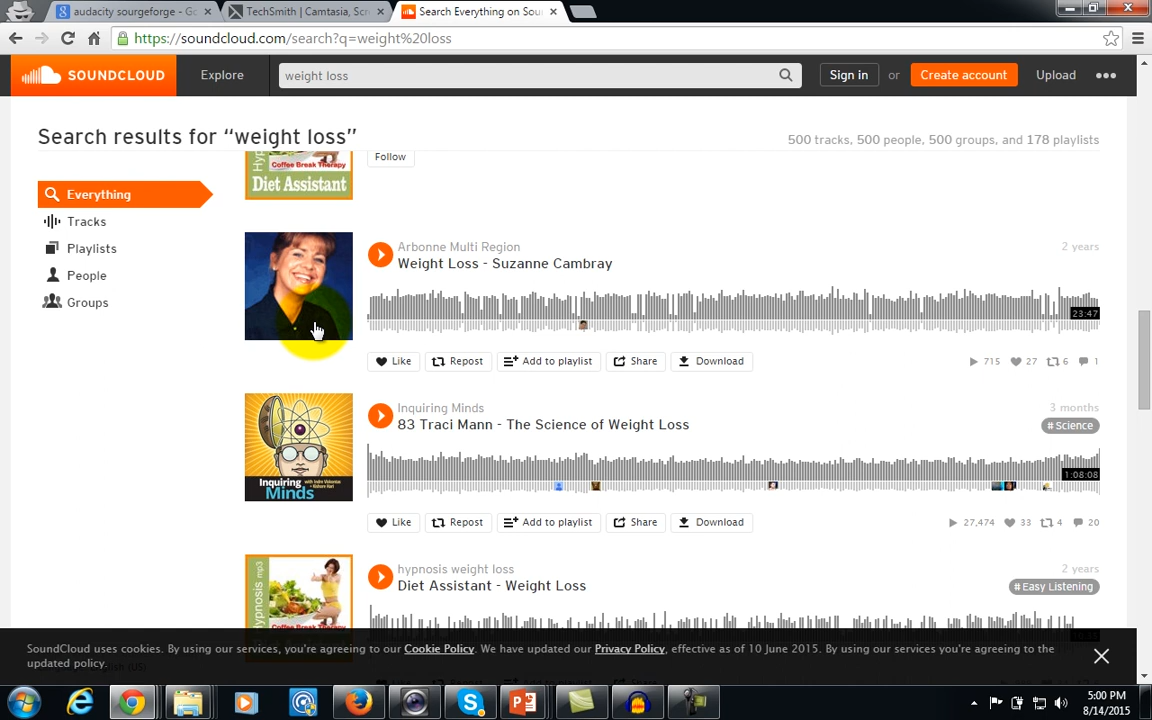 audacity sourgeforge - Go
TechSmith | Camtasia, Scr
Search Everything on Sou
https://soundcloud.com/search?q=weight%20loss
SOUNDCLOUD
Explore
weight loss
Sign in
or
Create account
Upload
Search results for “weight loss”
500 tracks, 500 people, 500 groups, and 178 playlists
Everything
Tracks
Playlists
People
Groups
Coffee Break Therapy
Diet Assistant
Follow
Arbonne Multi Region
2 years
Weight Loss - Suzanne Cambray
23:47
Like
Repost
Add to playlist
Share
Download
715
27
6
1
Inquiring Minds
3 months
83 Traci Mann - The Science of Weight Loss
# Science
Inquiring
Minds
1:08:08
Like
Repost
Add to playlist
Share
Download
27,474
33
4
20
hypnosis weight loss
2 years
Diet Assistant - Weight Loss
# Easy Listening
Hypnosis mp3
SoundCloud uses cookies. By using our services, you're agreeing to our Cookie Policy. We have updated our Privacy Policy, effective as of 10 June 2015. By using our services you're agreeing to the
updated policy.
5:00 PM
8/14/2015